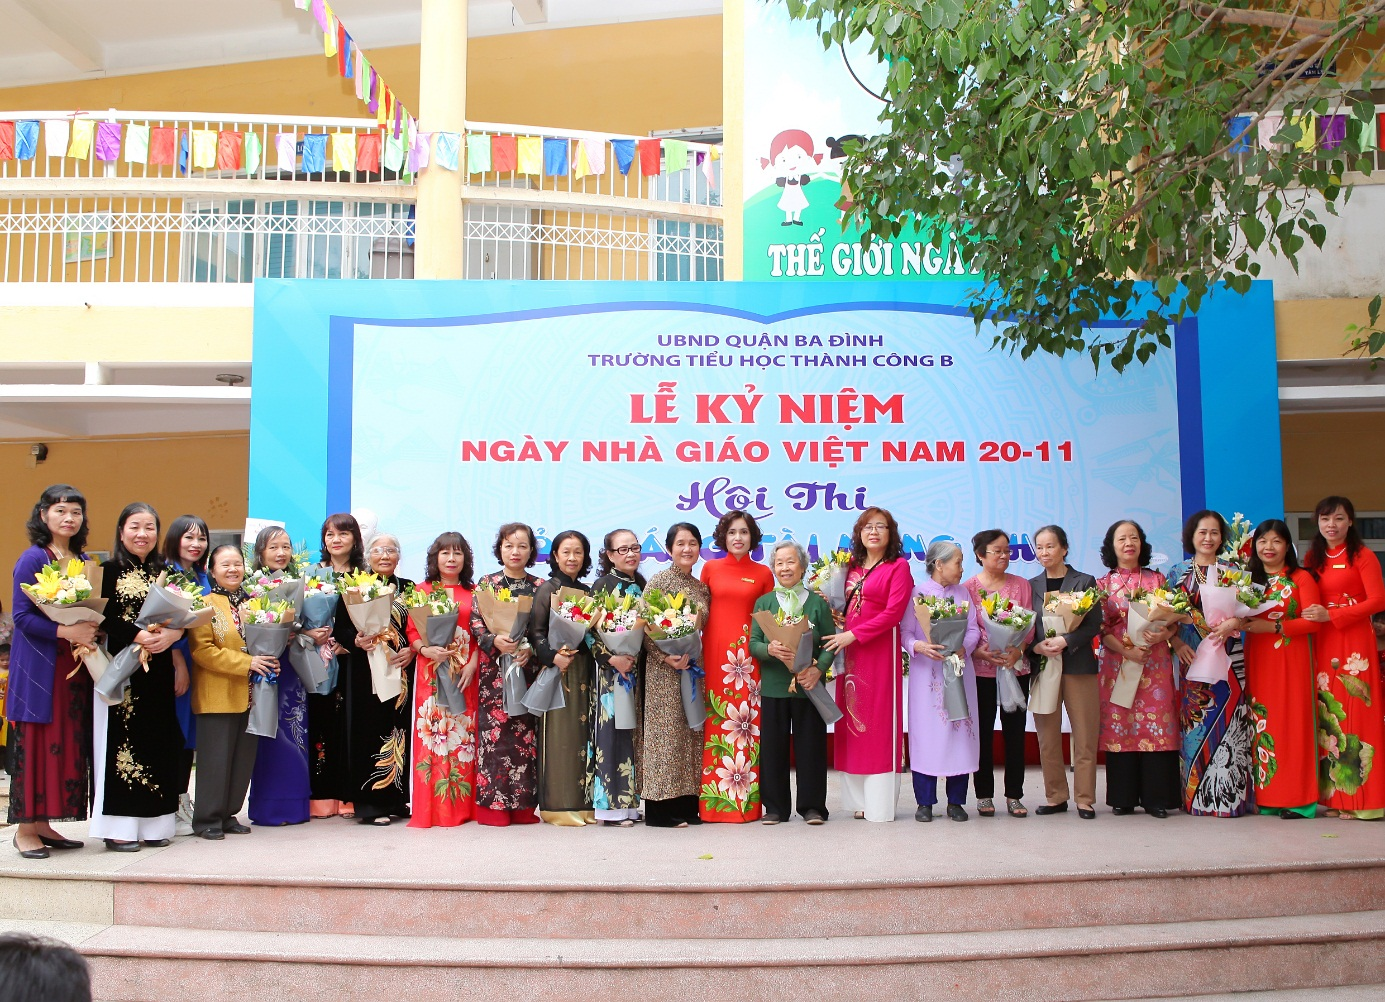 THẾ GIỚI
UBND QUẬN BA ĐÌNH
TRƯỜNG TIỂU HỌC THÀNH CÔNG B
LỄ KỶ NIỆM
NGÀY NHÀ GIÁO VIỆT NAM 20-11
Hội Thi